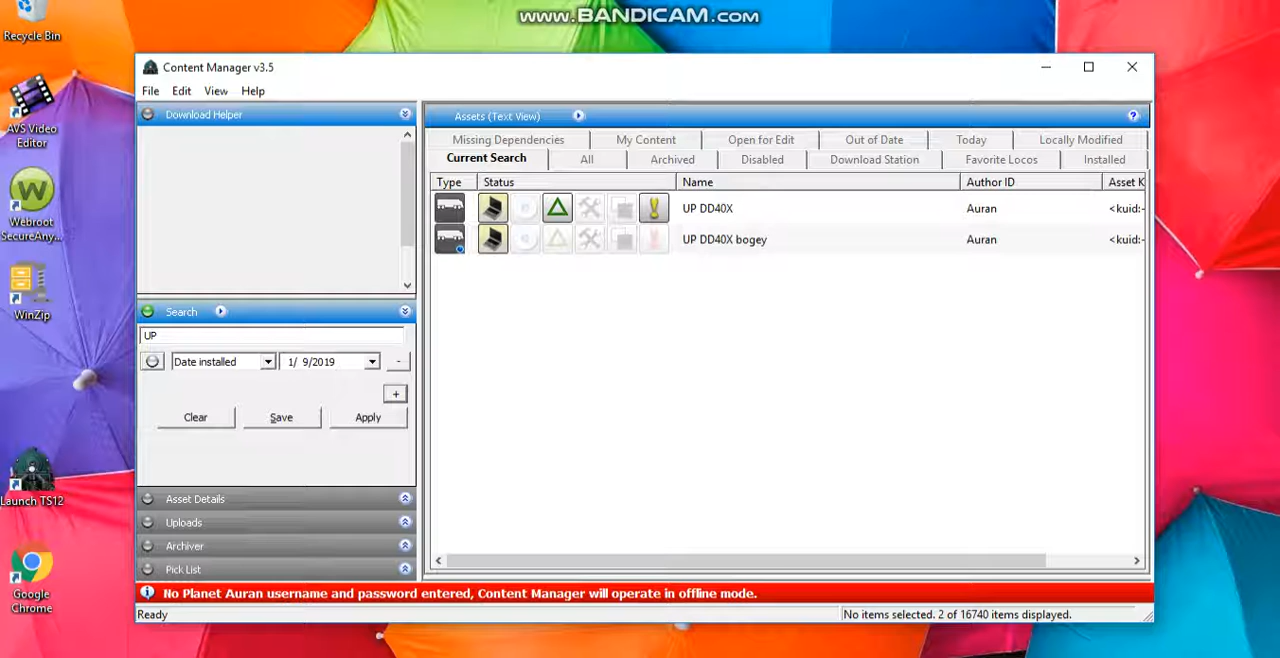 www.BANDICAM.com
Recycle Bin
AVS Video
Editor
Webroot
SecureAny...
WinZip
Launch TS12
Google
Chrome
Content Manager v3.5
File Edit View Help
Download Helper
Assets (Text View) ?
Missing Dependencies My Content Open for Edit Out of Date Today Locally Modified
Current Search All Archived Disabled Download Station Favorite Locos Installed
Type Status Name Author ID Asset K
UP DD40X Auran <kuid:-
UP DD40X bogey Auran <kuid:-
Search
UP
Date installed 1/ 9/2019 -
+
Clear Save Apply
Asset Details
Uploads
Archiver
Pick List
No Planet Auran username and password entered, Content Manager will operate in offline mode.
Ready No items selected. 2 of 16740 items displayed.